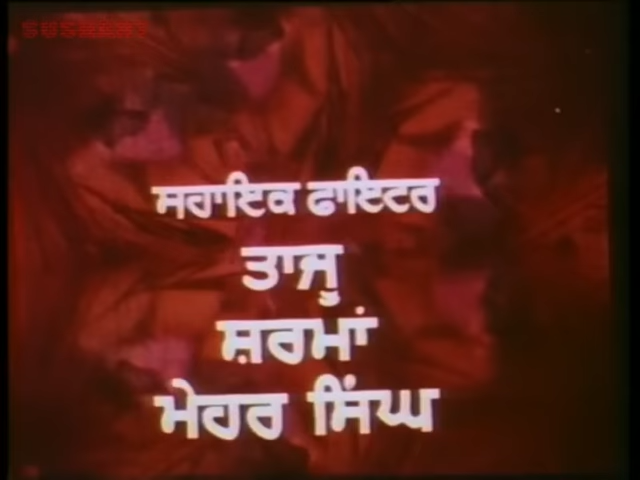 ਸਹਾਇਕ ਫਾਇਟਰ
ਤਾਜੂ
ਸ਼ਰਮਾਂ
ਮੇਹਰ ਸਿੰਘ